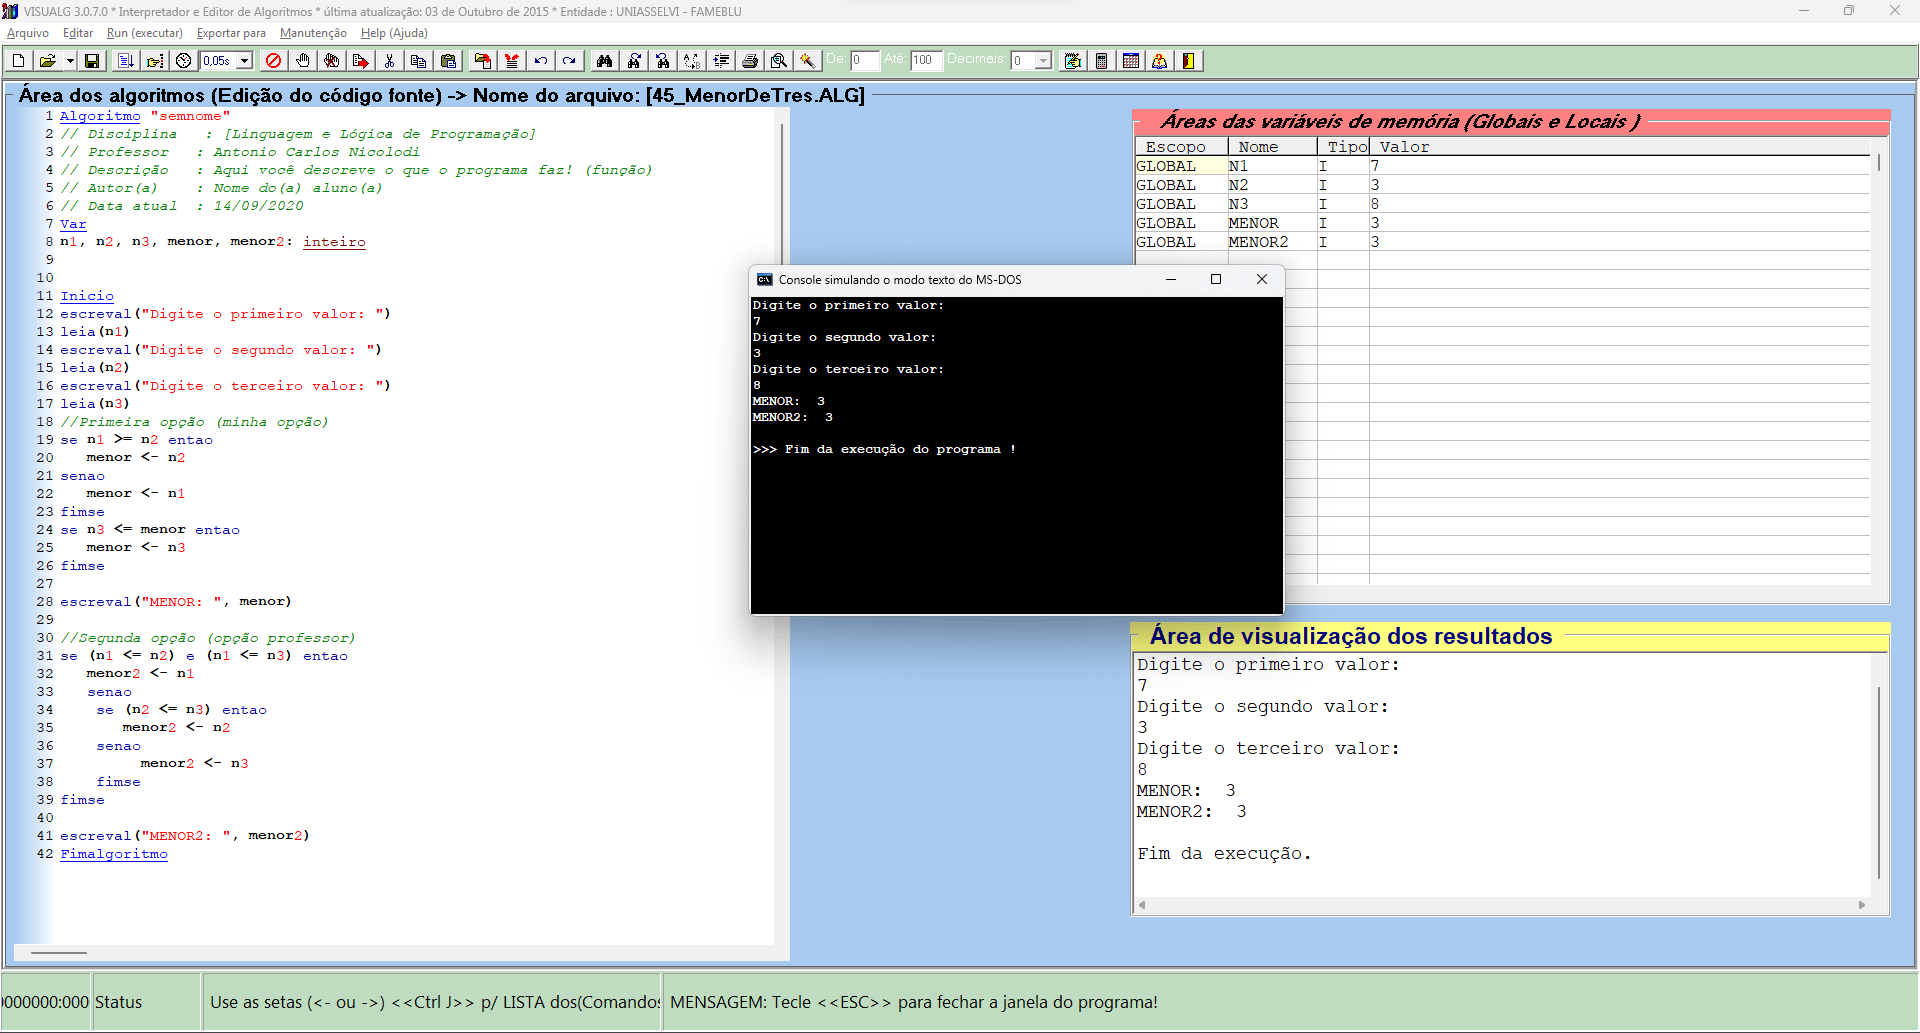 VISUALG 3.0.7.0 * Interpretador e Editor de Algoritmos * última atualização: 03 de Outubro de 2015 * Entidade : UNIASSELVI - FAMEBLU
Arquivo Editar Run (executar) Exportar para Manutenção Help (Ajuda)
0,05s De: 0 Até: 100 Decimais: 0
Área dos algoritmos (Edição do código fonte) -> Nome do arquivo: [45_MenorDeTres.ALG]
1 Algoritmo "semnome"
2 // Disciplina : [Linguagem e Lógica de Programação]
3 // Professor : Antonio Carlos Nicolodi
4 // Descrição : Aqui você descreve o que o programa faz! (função)
5 // Autor(a) : Nome do(a) aluno(a)
6 // Data atual : 14/09/2020
7 Var
8 n1, n2, n3, menor, menor2: inteiro
9
10
11 Inicio
12 escreval("Digite o primeiro valor: ")
13 leia(n1)
14 escreval("Digite o segundo valor: ")
15 leia(n2)
16 escreval("Digite o terceiro valor: ")
17 leia(n3)
18 //Primeira opção (minha opção)
19 se n1 >= n2 entao
20 menor <- n2
21 senao
22 menor <- n1
23 fimse
24 se n3 <= menor entao
25 menor <- n3
26 fimse
27
28 escreval("MENOR: ", menor)
29
30 //Segunda opção (opção professor)
31 se (n1 <= n2) e (n1 <= n3) entao
32 menor2 <- n1
33 senao
34 se (n2 <= n3) entao
35 menor2 <- n2
36 senao
37 menor2 <- n3
38 fimse
39 fimse
40
41 escreval("MENOR2: ", menor2)
42 Fimalgoritmo
Console simulando o modo texto do MS-DOS
Digite o primeiro valor:
7
Digite o segundo valor:
3
Digite o terceiro valor:
8
MENOR: 3
MENOR2: 3
>>> Fim da execução do programa !
Áreas das variáveis de memória (Globais e Locais )
Escopo Nome Tipo Valor
GLOBAL N1 I 7
GLOBAL N2 I 3
GLOBAL N3 I 8
GLOBAL MENOR I 3
GLOBAL MENOR2 I 3
Área de visualização dos resultados
Digite o primeiro valor:
7
Digite o segundo valor:
3
Digite o terceiro valor:
8
MENOR: 3
MENOR2: 3
Fim da execução.
0000000:000 Status Use as setas (<- ou ->) <<Ctrl J>> p/ LISTA dos(Comandos MENSAGEM: Tecle <<ESC>> para fechar a janela do programa!